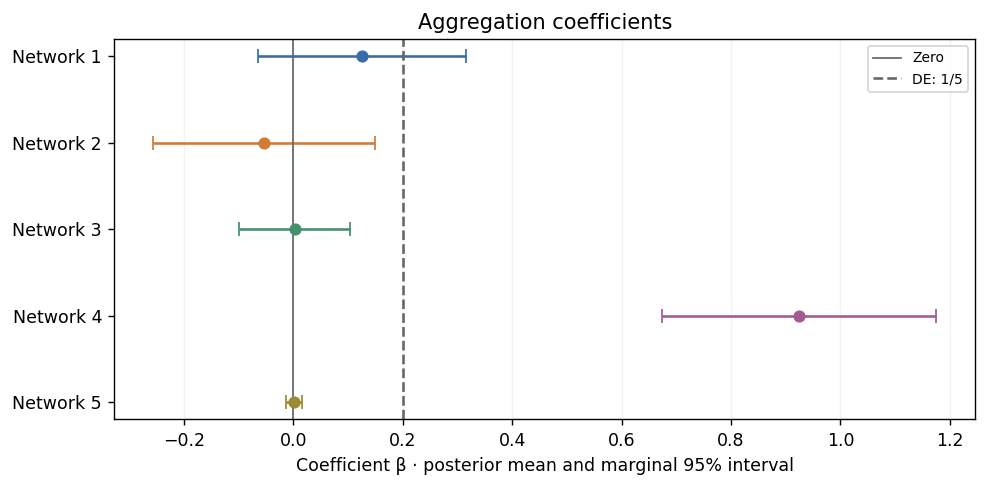 Aggregation coefficients
Network 1
Network 2
Network 3
Network 4
Network 5
Zero
DE: 1/5
−0.2 0.0 0.2 0.4 0.6 0.8 1.0 1.2
Coefficient β · posterior mean and marginal 95% interval